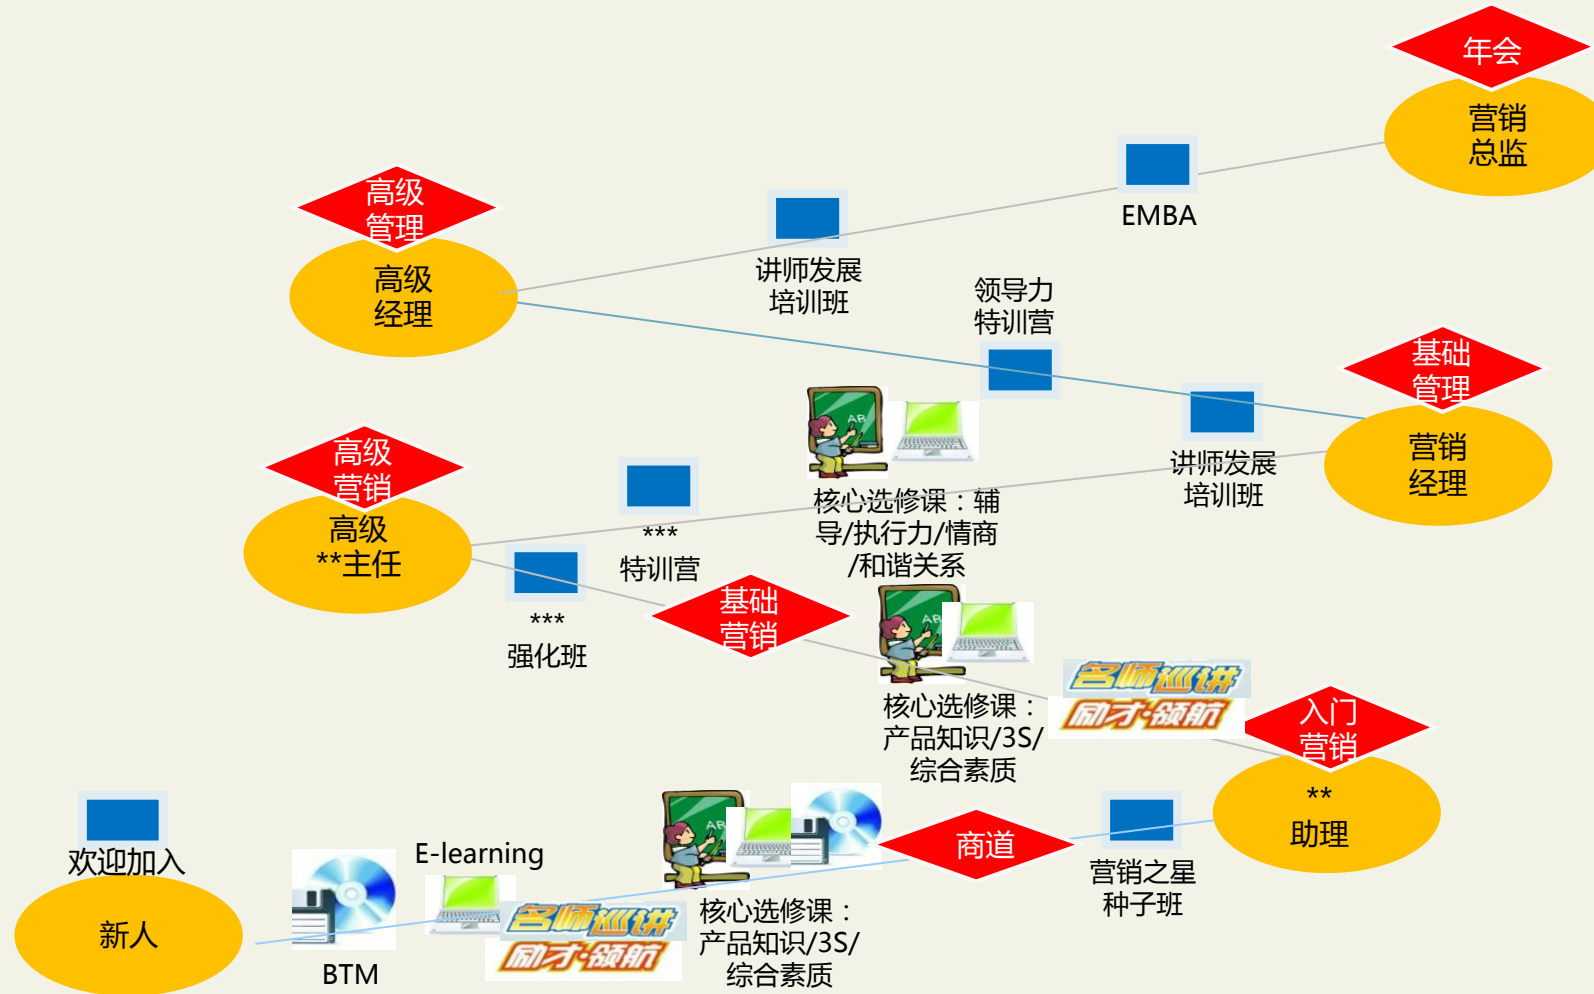 年会
营销
总监
EMBA
高级
管理
高级
经理
讲师发展
培训班
领导力
特训营
基础
管理
营销
经理
讲师发展
培训班
核心选修课：辅
导/执行力/情商
/和谐关系
AB
高级
营销
高级
**主任
***
特训营
***
强化班
基础
营销
AB
核心选修课：
产品知识/3S/
综合素质
名师巡讲
励才·领航
入门
营销
**
助理
营销之星
种子班
商道
AB
核心选修课：
产品知识/3S/
综合素质
名师巡讲
励才·领航
E-learning
BTM
欢迎加入
新人